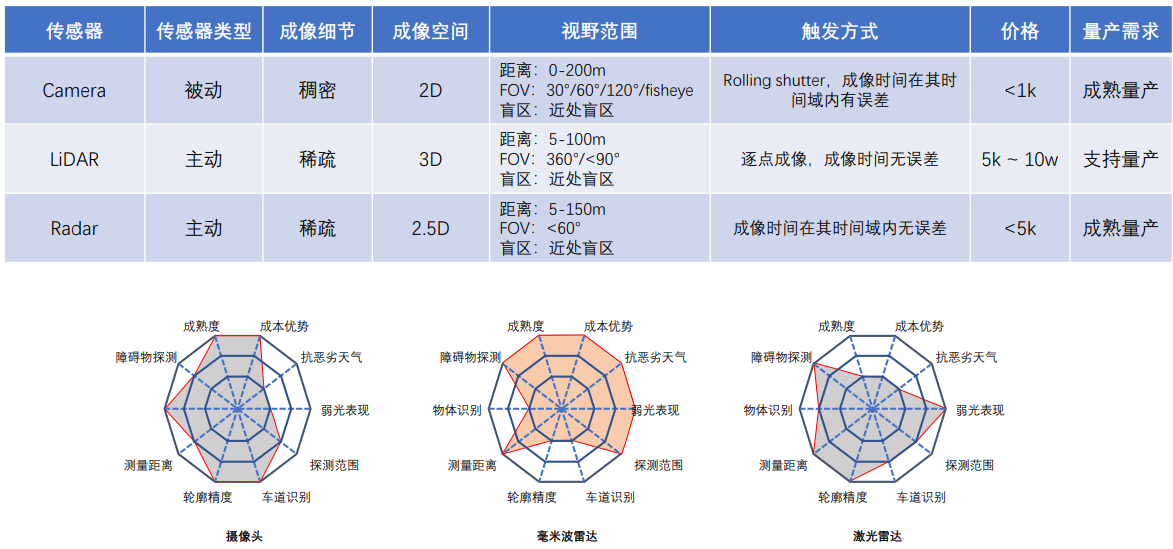 传感器 传感器类型 成像细节 成像空间 视野范围 触发方式 价格 量产需求
Camera 被动 稠密 2D 距离：0-200m
FOV：30°/60°/120°/fisheye
盲区：近处盲区 Rolling shutter，成像时间在其时
间域内有误差 <1k 成熟量产
LiDAR 主动 稀疏 3D 距离：5-100m
FOV：360°/<90°
盲区：近处盲区 逐点成像，成像时间无误差 5k ~ 10w 支持量产
Radar 主动 稀疏 2.5D 距离：5-150m
FOV：<60°
盲区：近处盲区 成像时间在其时间域内无误差 <5k 成熟量产
成熟度 成本优势
障碍物探测 抗恶劣天气
物体识别 弱光表现
测量距离 探测范围
轮廓精度 车道识别
摄像头
成熟度 成本优势
障碍物探测 抗恶劣天气
物体识别 弱光表现
测量距离 探测范围
轮廓精度 车道识别
毫米波雷达
成熟度 成本优势
障碍物探测 抗恶劣天气
物体识别 弱光表现
测量距离 探测范围
轮廓精度 车道识别
激光雷达